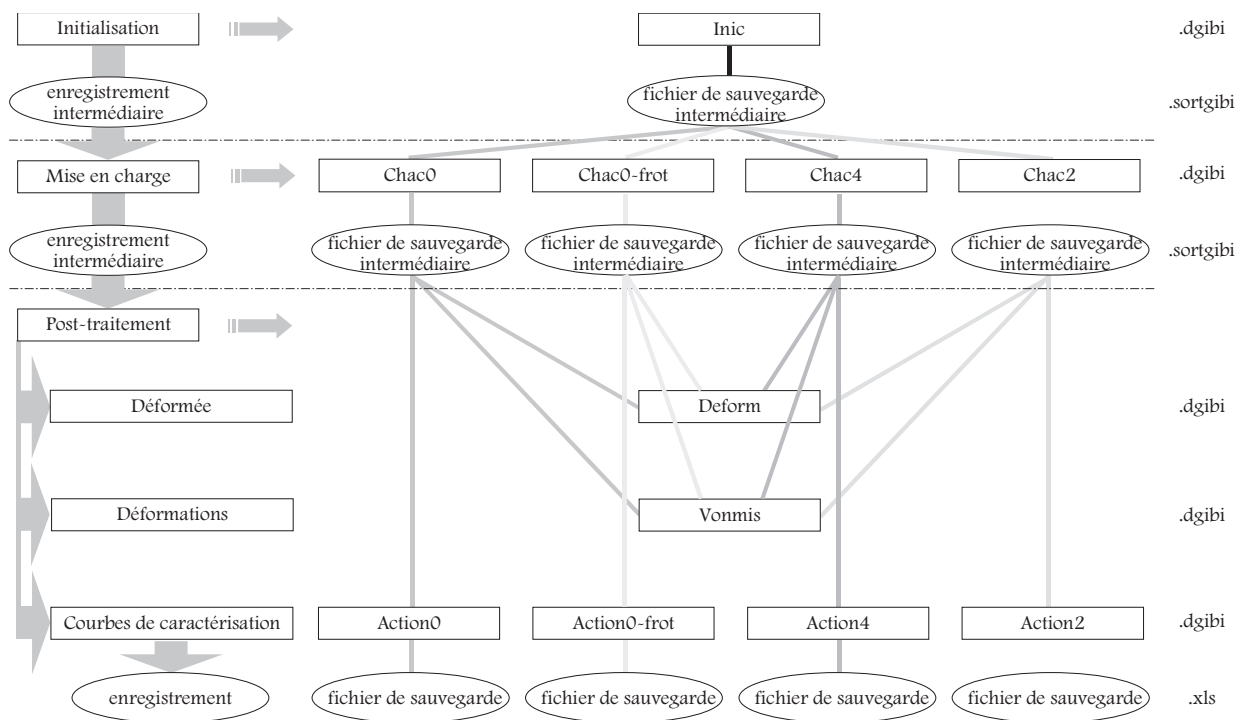 Initialisation
Inic
.dgibi
enregistrement
intermédiaire
fichier de sauvegarde
intermédiaire
.sortgibi
Mise en charge
Chac0
Chac0-frot
Chac4
Chac2
.dgibi
enregistrement
intermédiaire
fichier de sauvegarde
intermédiaire
fichier de sauvegarde
intermédiaire
fichier de sauvegarde
intermédiaire
fichier de sauvegarde
intermédiaire
.sortgibi
Post-traitement
Déformée
Deform
.dgibi
Déformations
Vonmis
.dgibi
Courbes de caractérisation
Action0
Action0-frot
Action4
Action2
.dgibi
enregistrement
fichier de sauvegarde
fichier de sauvegarde
fichier de sauvegarde
fichier de sauvegarde
.xls